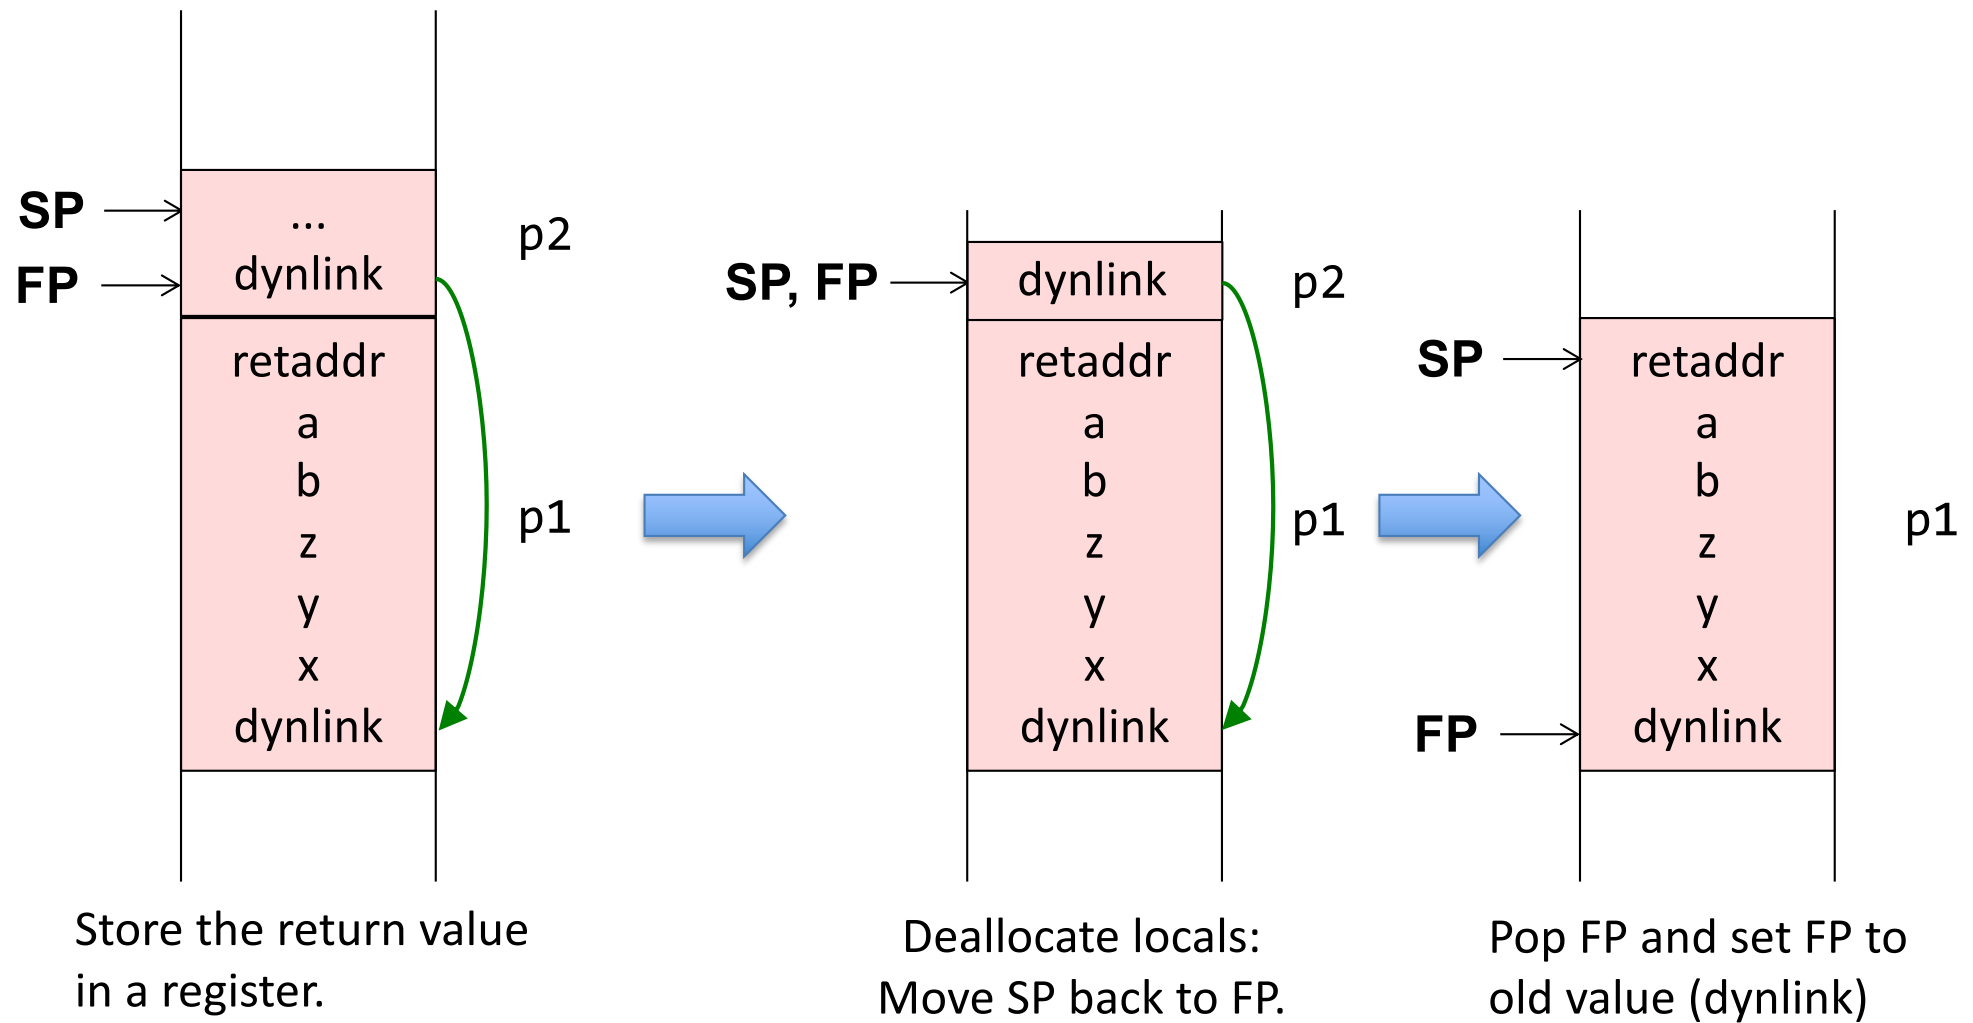 SP
...
FP
dynlink
p2
retaddr
a
b
z
y
x
dynlink
p1
Store the return value
in a register.
SP, FP
dynlink
p2
retaddr
a
b
z
y
x
dynlink
p1
Deallocate locals:
Move SP back to FP.
SP
retaddr
a
b
z
y
x
FP
dynlink
p1
Pop FP and set FP to
old value (dynlink)